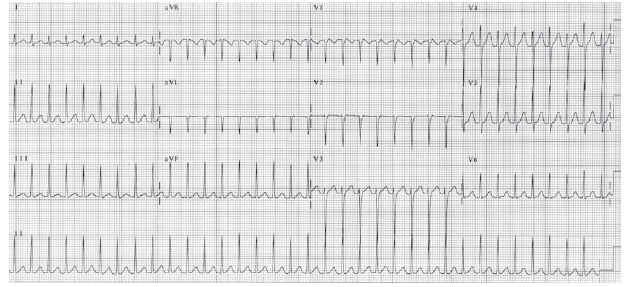 I aVR V1 V4
II aVL V2 V5
III aVF V3 V6
II